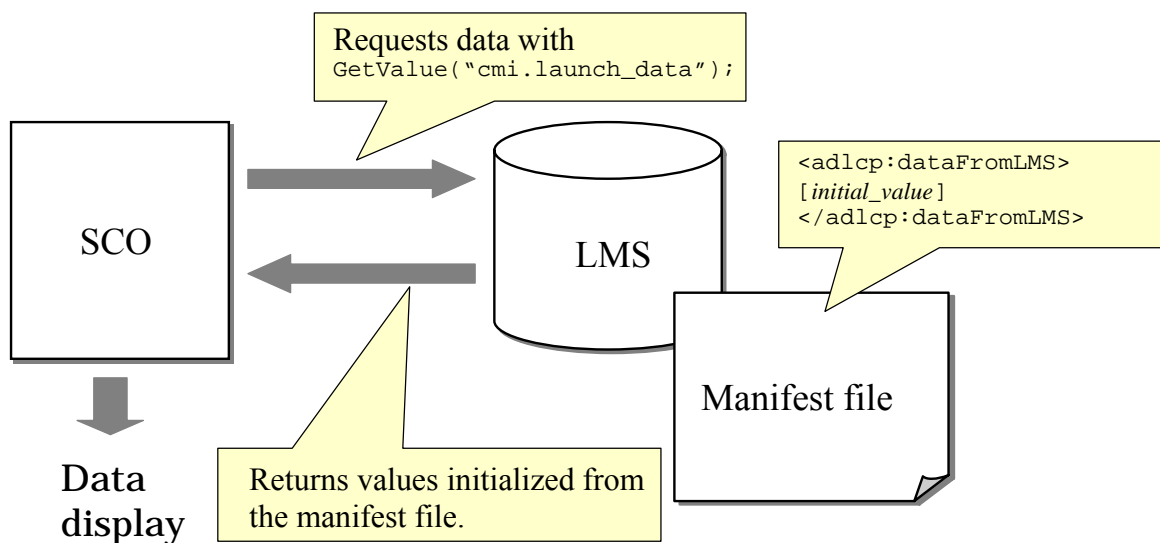 Requests data with
GetValue(“cmi.launch_data”);
SCO
LMS
<adlcp:dataFromLMS>
[initial_value]
</adlcp:dataFromLMS>
Manifest file
Returns values initialized from
the manifest file.
Data
display